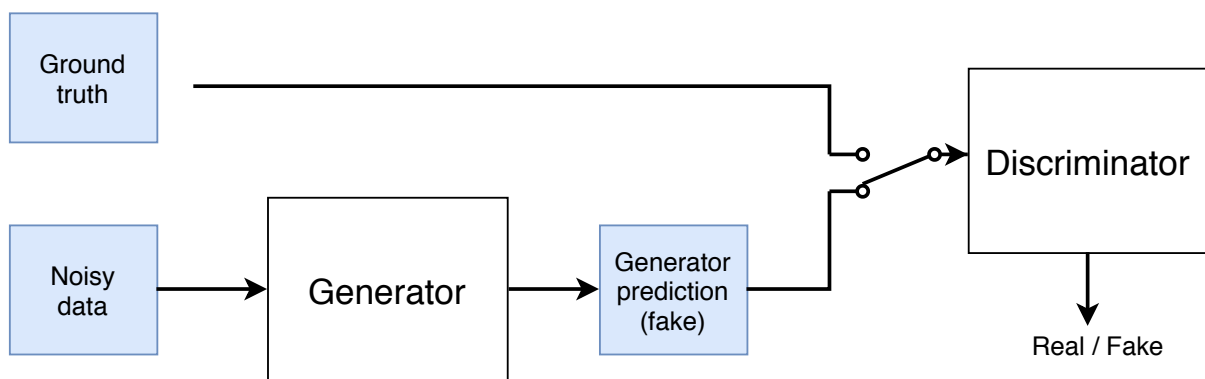 Ground
truth
Discriminator
Noisy
data
Generator
Generator
prediction
(fake)
Real / Fake